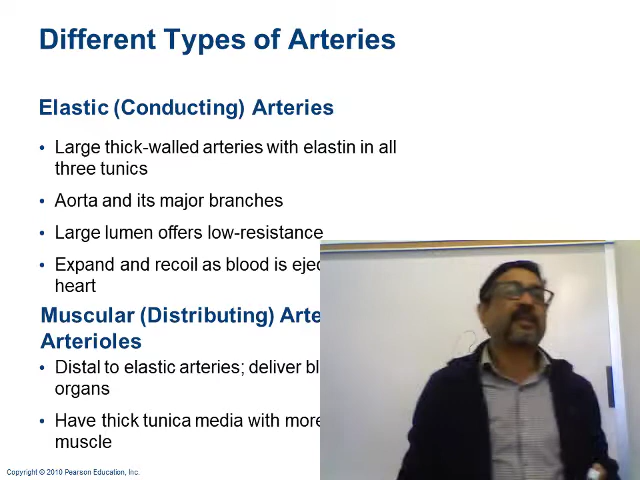 Different Types of Arteries
Elastic (Conducting) Arteries
• Large thick-walled arteries with elastin in all
three tunics
• Aorta and its major branches
• Large lumen offers low-resistance
• Expand and recoil as blood is
heart
Muscular (Distributing)
Arterioles
• Distal to elastic arteries; deliver
organs
• Have thick tunica media with more
muscle
Copyright © 2010 Pearson Education, Inc.